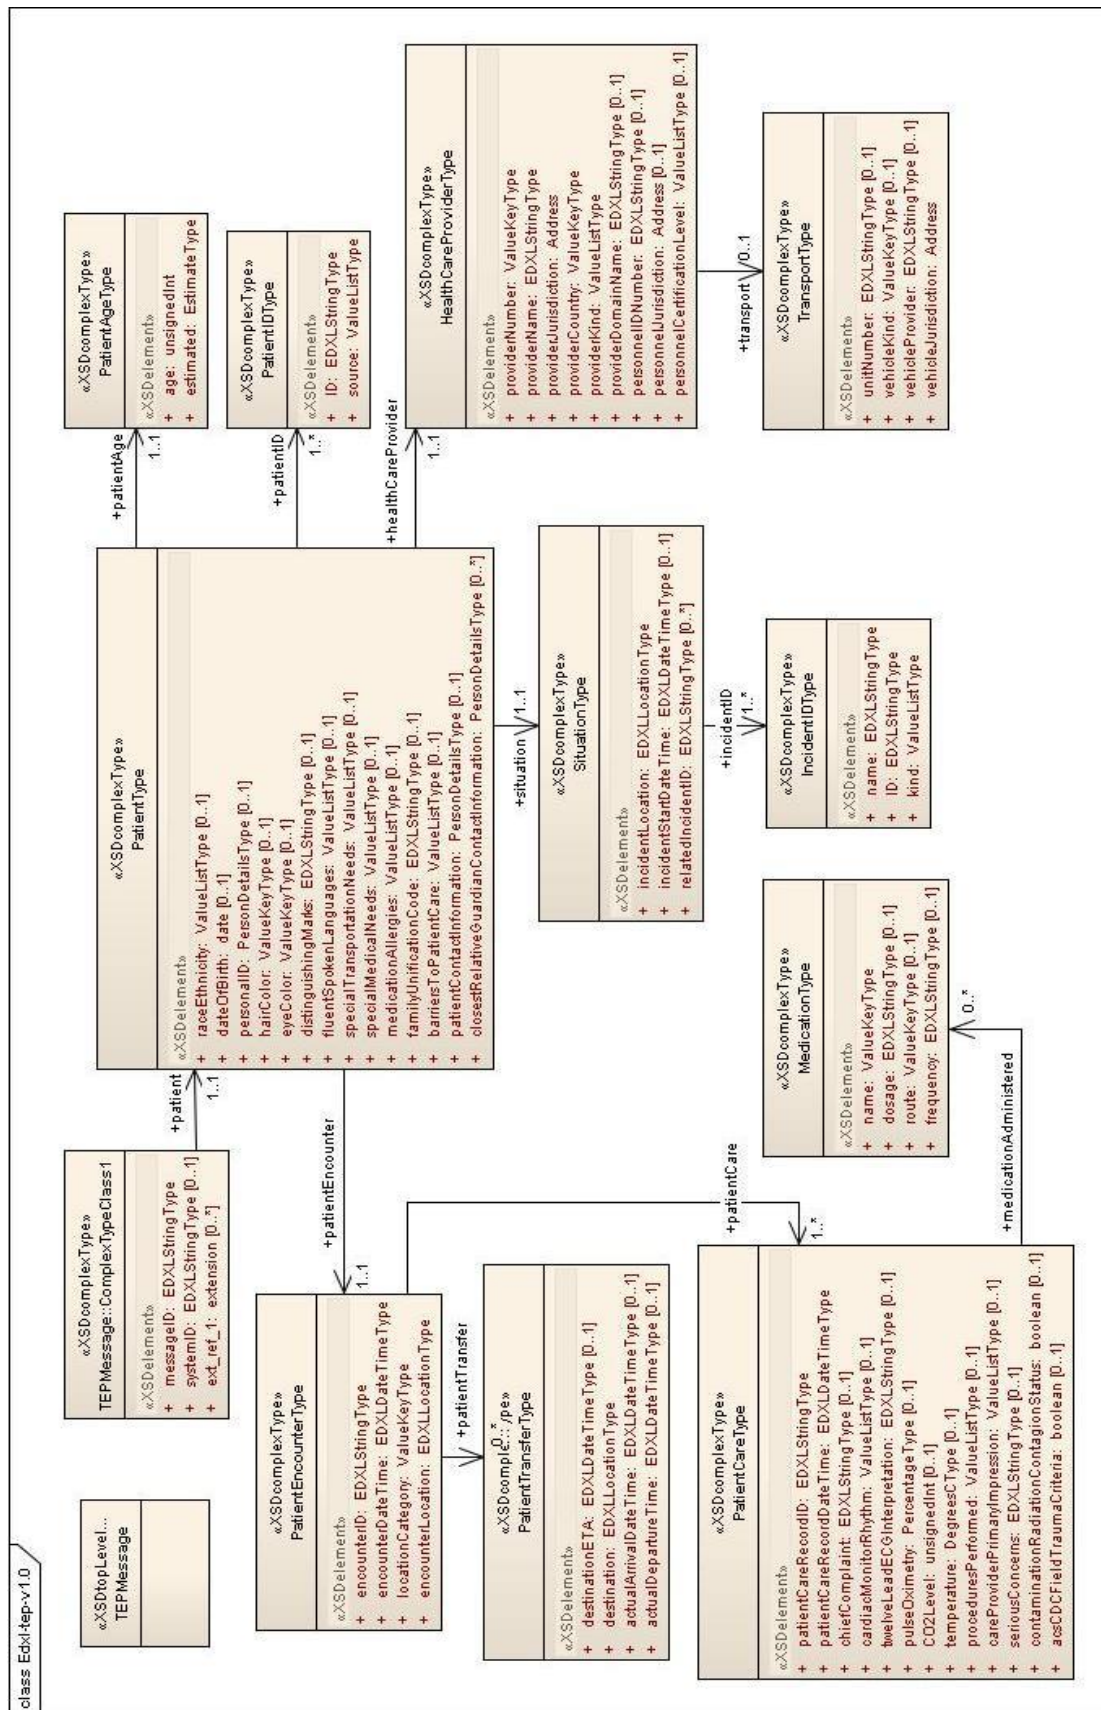 class Edxl-tep-v1.0
«XSDtopLevel...
TEPMessage
«XSDcomplexType»
TEPMessage::ComplexTypeClass1
«XSDelement»
+ messageID: EDXLStringType
+ systemID: EDXLStringType [0..1]
+ ext_ref_1: extension [0..*]
+patient
1..1
«XSDcomplexType»
PatientType
«XSDelement»
+ raceEthnicity: ValueListType [0..1]
+ dateOfBirth: date [0..1]
+ personalID: PersonDetailsType [0..1]
+ hairColor: ValueKeyType [0..1]
+ eyeColor: ValueKeyType [0..1]
+ distinguishingMarks: EDXLStringType [0..1]
+ fluentSpokenLanguages: ValueListType [0..1]
+ specialTransportationNeeds: ValueListType [0..1]
+ specialMedicalNeeds: ValueListType [0..1]
+ medicationAllergies: ValueListType [0..1]
+ familyUnificationCode: EDXLStringType [0..1]
+ barriersToPatientCare: ValueListType [0..1]
+ patientContactInformation: PersonDetailsType [0..1]
+ closestRelativeGuardianContactInformation: PersonDetailsType [0..*]
+patientAge
1..1
«XSDcomplexType»
PatientAgeType
«XSDelement»
+ age: unsignedInt
+ estimated: EstimateType
+patientID
1..*
«XSDcomplexType»
PatientIDType
«XSDelement»
+ ID: EDXLStringType
+ source: ValueListType
+healthCareProvider
1..1
«XSDcomplexType»
HealthCareProviderType
«XSDelement»
+ providerNumber: ValueKeyType
+ providerName: EDXLStringType
+ providerJurisdiction: Address
+ providerCountry: ValueKeyType
+ providerKind: ValueListType
+ providerDomainName: EDXLStringType [0..1]
+ personnelIDNumber: EDXLStringType [0..1]
+ personnelJurisdiction: Address [0..1]
+ personnelCertificationLevel: ValueListType [0..1]
+transport
0..1
«XSDcomplexType»
TransportType
«XSDelement»
+ unitNumber: EDXLStringType [0..1]
+ vehicleKind: ValueKeyType [0..1]
+ vehicleProvider: EDXLStringType [0..1]
+ vehicleJurisdiction: Address
+situation
1..1
«XSDcomplexType»
SituationType
«XSDelement»
+ incidentLocation: EDXLLocationType
+ incidentStartDateTime: EDXLDateTimeType [0..1]
+ relatedIncidentID: EDXLStringType [0..*]
+incidentID
1..*
«XSDcomplexType»
IncidentIDType
«XSDelement»
+ name: EDXLStringType
+ ID: EDXLStringType
+ kind: ValueListType
+patientEncounter
1..1
«XSDcomplexType»
PatientEncounterType
«XSDelement»
+ encounterID: EDXLStringType
+ encounterDateTime: EDXLDateTimeType
+ locationCategory: ValueKeyType
+ encounterLocation: EDXLLocationType
+patientTransfer
0..*
«XSDcomple
PatientTransferType
«XSDelement»
+ destinationETA: EDXLDateTimeType [0..1]
+ destination: EDXLLocationType
+ actualArrivalDateTime: EDXLDateTimeType [0..1]
+ actualDepartureTime: EDXLDateTimeType [0..1]
+patientCare
1..*
«XSDcomplexType»
PatientCareType
«XSDelement»
+ patientCareRecordID: EDXLStringType
+ patientCareRecordDateTime: EDXLDateTimeType
+ chiefComplaint: EDXLStringType [0..1]
+ cardiacMonitorRhythm: ValueListType [0..1]
+ twelveLeadECGInterpretation: EDXLStringType [0..1]
+ pulseOximetry: PercentageType [0..1]
+ CO2Level: unsignedInt [0..1]
+ temperature: DegreesCType [0..1]
+ proceduresPerformed: ValueListType [0..1]
+ careProviderPrimaryImpression: ValueListType [0..1]
+ seriousConcerns: EDXLStringType [0..1]
+ contaminationRadiationContagionStatus: boolean [0..1]
+ acsCDCFieldTraumaCriteria: boolean [0..1]
+medicationAdministered
0..*
«XSDcomplexType»
MedicationType
«XSDelement»
+ name: ValueKeyType
+ dosage: EDXLStringType [0..1]
+ route: ValueKeyType [0..1]
+ frequency: EDXLStringType [0..1]